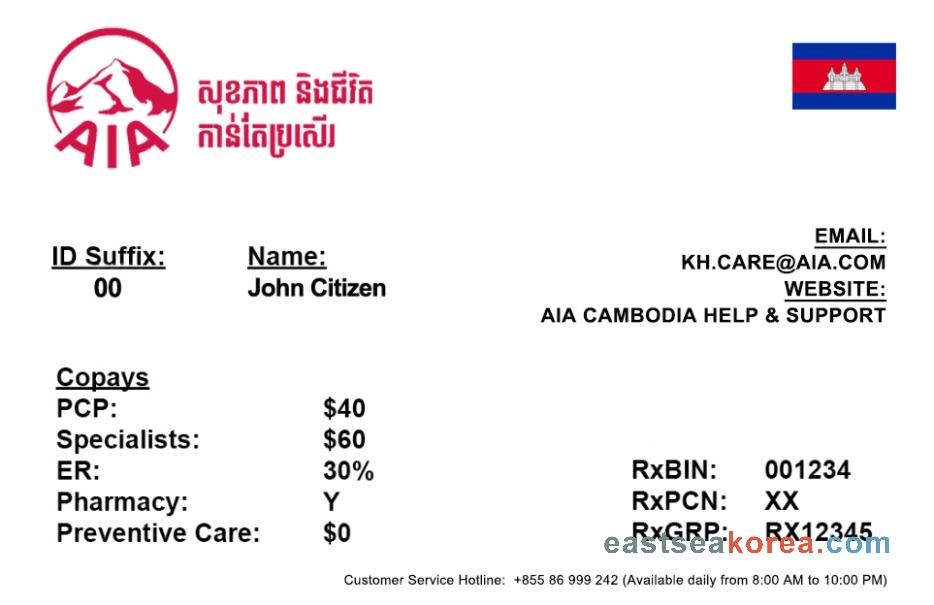 AIA
សុខភាព និងជីវិត
កាន់តែប្រសើរ
ID Suffix:
00
Name:
John Citizen
EMAIL:
KH.CARE@AIA.COM
WEBSITE:
AIA CAMBODIA HELP & SUPPORT
Copays
PCP: $40
Specialists: $60
ER: 30%
Pharmacy: Y
Preventive Care: $0
RxBIN: 001234
RxPCN: XX
RxGRP: RX12345
eastseakorea.com
Customer Service Hotline: +855 86 999 242 (Available daily from 8:00 AM to 10:00 PM)